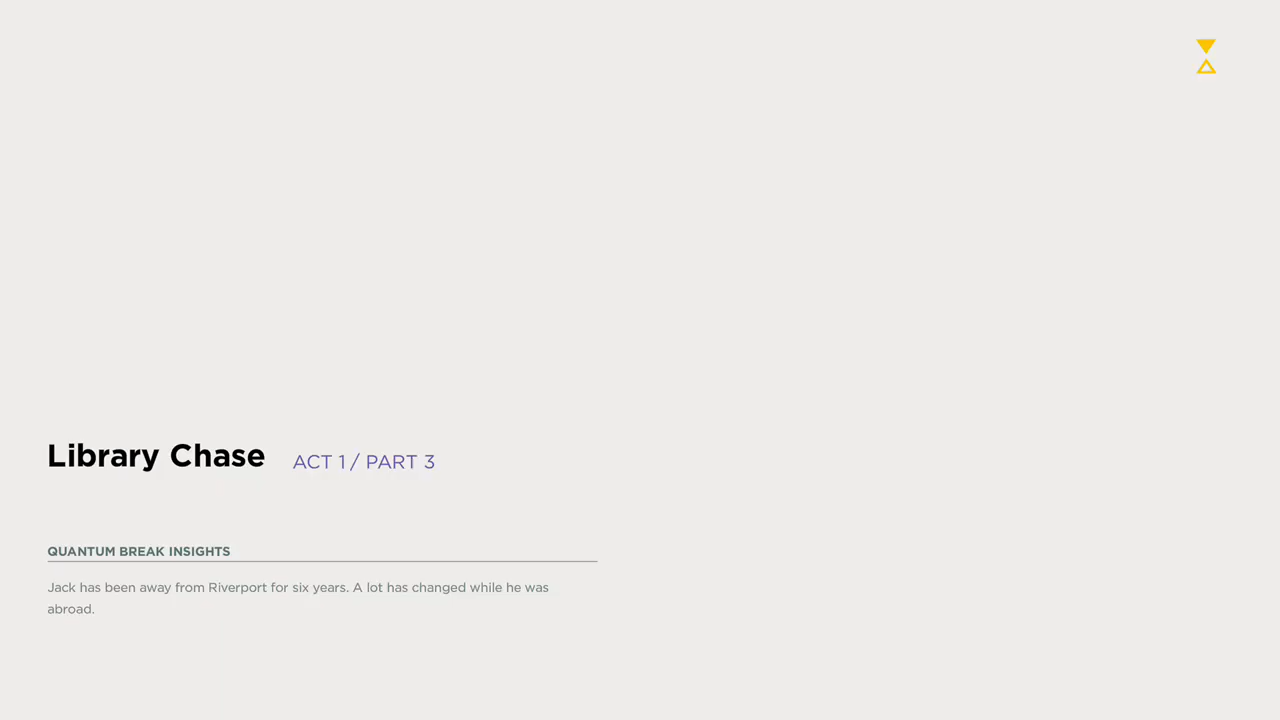 Library Chase ACT 1 / PART 3
QUANTUM BREAK INSIGHTS
Jack has been away from Riverport for six years. A lot has changed while he was
abroad.